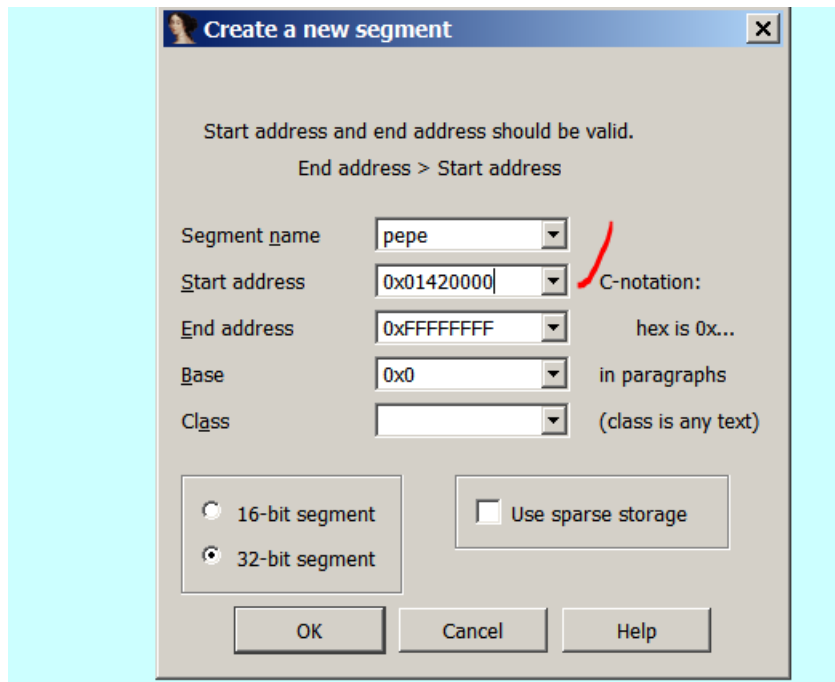 Create a new segment
Start address and end address should be valid.
End address > Start address
Segment name pepe
Start address 0x01420000 C-notation:
End address 0xFFFFFFFF hex is 0x...
Base 0x0 in paragraphs
Class (class is any text)
16-bit segment Use sparse storage
32-bit segment
OK Cancel Help